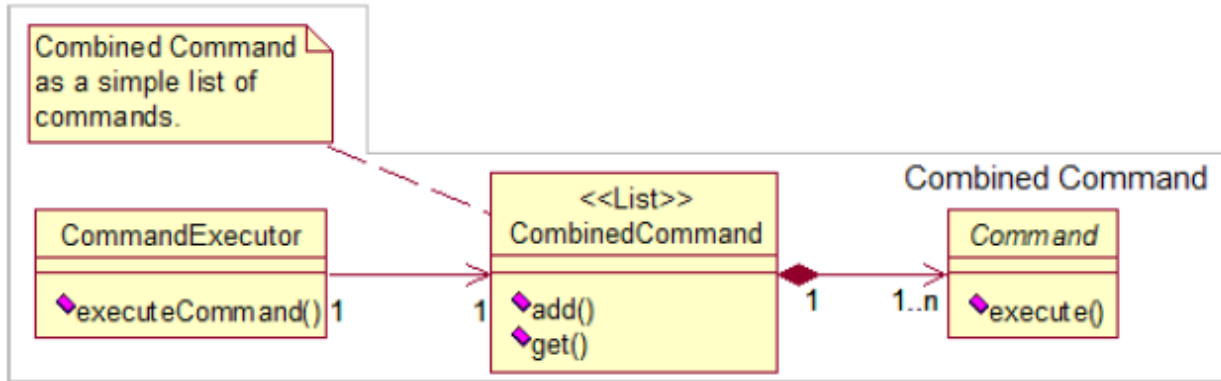 Combined Command
as a simple list of
commands.
Combined Command
<<List>>
CombinedCommand
CommandExecutor
Command
executeCommand()
1
1
add()
get()
1
1..n
execute()